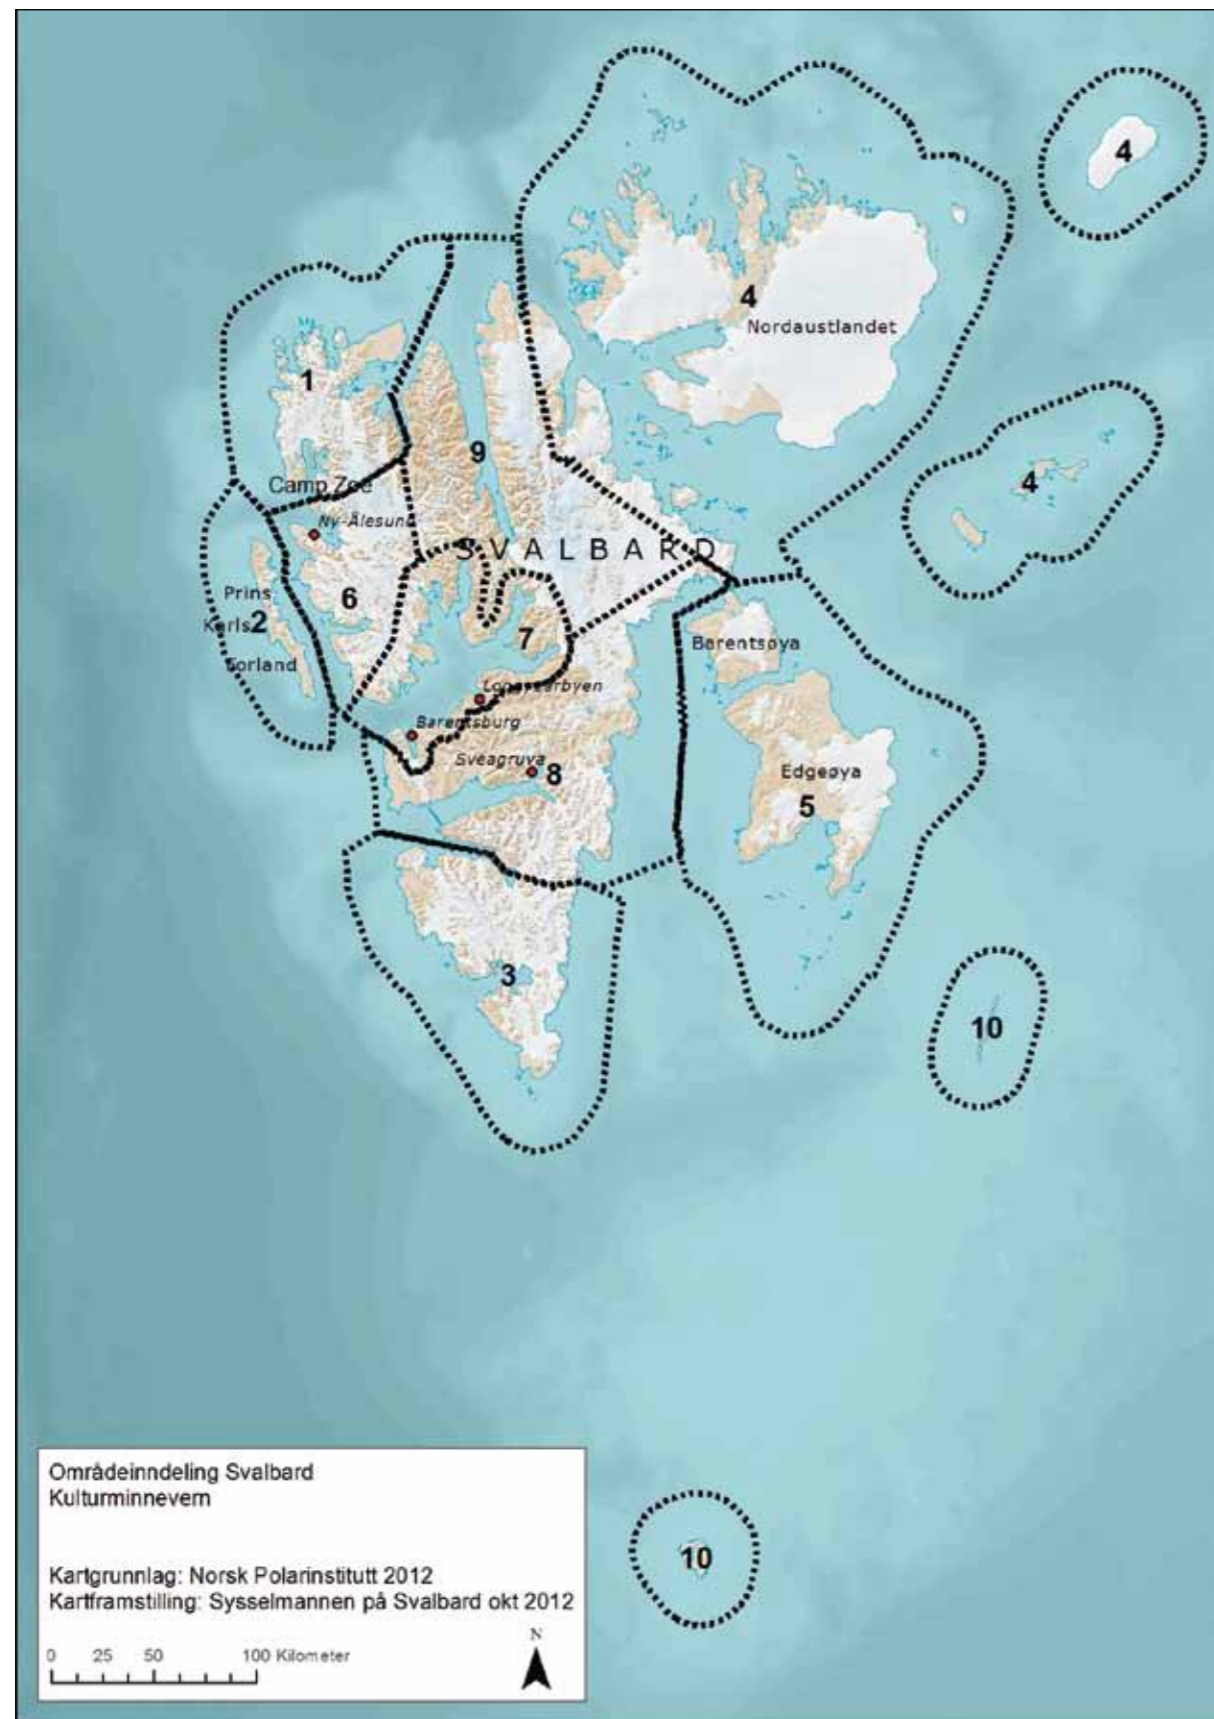 4
4
Nordaustlandet
1
9
4
Camp Zoe
Ny-Ålesund
SVALBARD
Prins
6
Karls 2
7
Barentsøya
Forland
Longyearbyen
Barentsburg
Sveagruva
8
Edgeøya
5
3
10
10
Områdeinndeling Svalbard
Kulturminnevern
Kartgrunnlag: Norsk Polarinstitutt 2012
Kartframstilling: Sysselmannen på Svalbard okt 2012
N
0 25 50 100 Kilometer